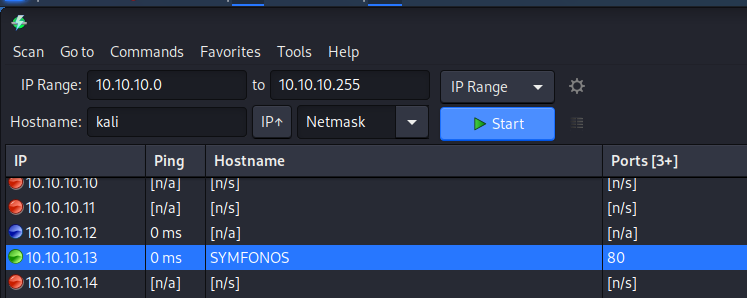 Scan Go to Commands Favorites Tools Help
IP Range: 10.10.10.0 to 10.10.10.255 IP Range
Hostname: kali IP↑ Netmask Start
IP Ping Hostname Ports [3+]
10.10.10.10 [n/a] [n/s] [n/s]
10.10.10.11 [n/a] [n/s] [n/s]
10.10.10.12 0 ms [n/a] [n/a]
10.10.10.13 0 ms SYMFONOS 80
10.10.10.14 [n/a] [n/s] [n/s]